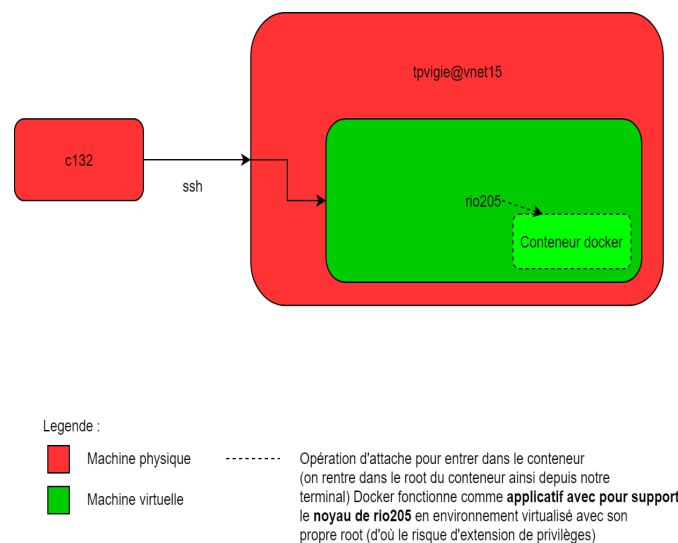 tpvigie@vnet15
c132
ssh
rio205
Conteneur docker
Legende :
Machine physique
Machine virtuelle
Opération d'attache pour entrer dans le conteneur
(on rentre dans le root du conteneur ainsi depuis notre
terminal) Docker fonctionne comme applicatif avec pour support
le noyau de rio205 en environnement virtualisé avec son
propre root (d'où le risque d'extension de privilèges)